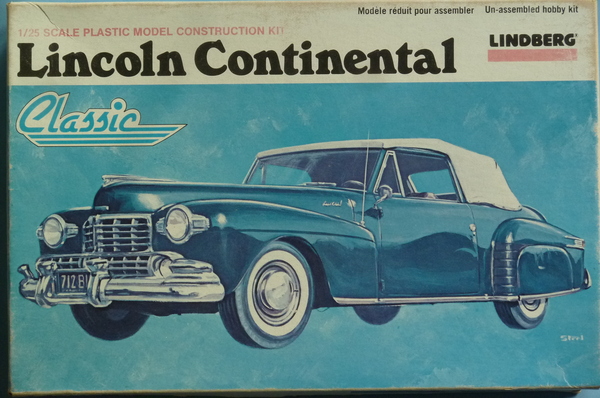 Modèle réduit pour assembler Un-assembled hobby kit
1/25 SCALE PLASTIC MODEL CONSTRUCTION KIT
LINDBERG
Lincoln Continental
Classic
712 B